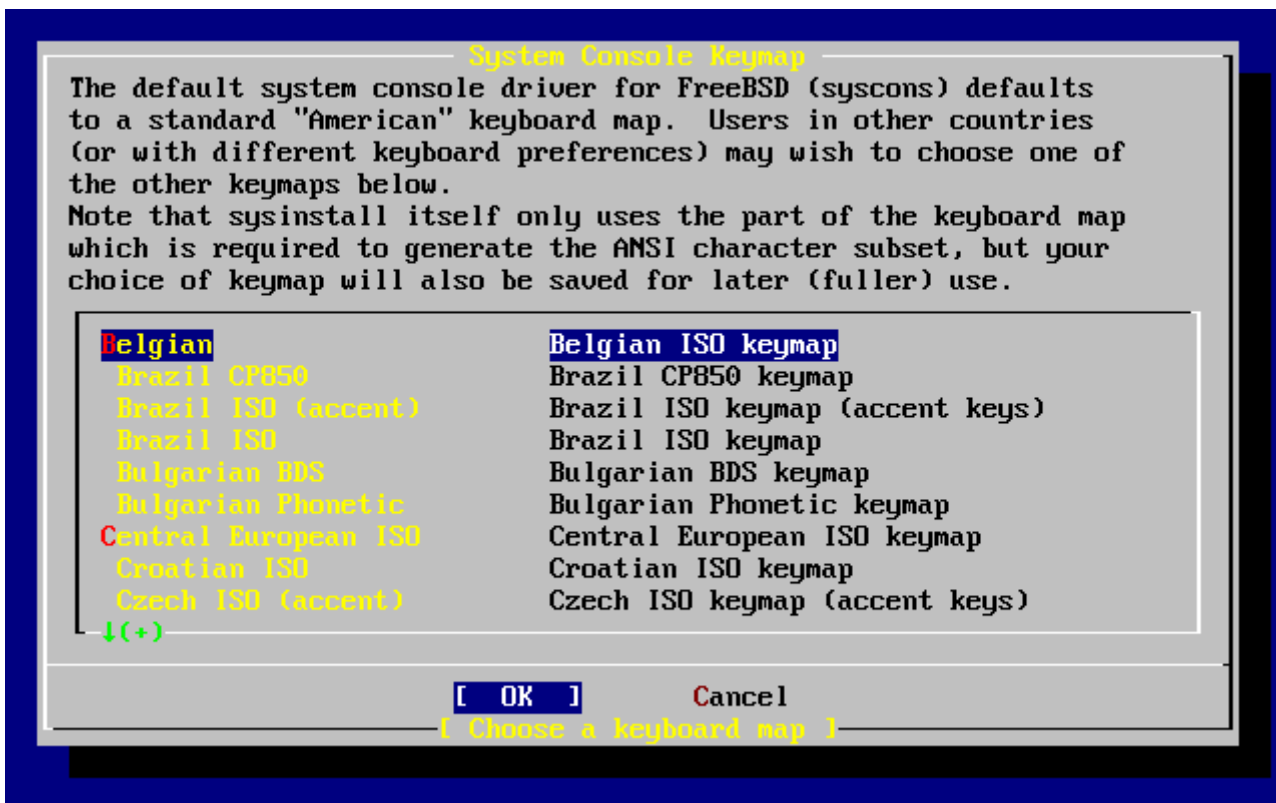 System Console Keymap
The default system console driver for FreeBSD (syscons) defaults
to a standard "American" keyboard map.  Users in other countries
(or with different keyboard preferences) may wish to choose one of
the other keymaps below.
Note that sysinstall itself only uses the part of the keyboard map
which is required to generate the ANSI character subset, but your
choice of keymap will also be saved for later (fuller) use.
Belgian Belgian ISO keymap
Brazil CP850 Brazil CP850 keymap
Brazil ISO (accent) Brazil ISO keymap (accent keys)
Brazil ISO Brazil ISO keymap
Bulgarian BDS Bulgarian BDS keymap
Bulgarian Phonetic Bulgarian Phonetic keymap
Central European ISO Central European ISO keymap
Croatian ISO Croatian ISO keymap
Czech ISO (accent) Czech ISO keymap (accent keys)
↓(+)
[ OK ] Cancel
[ Choose a keyboard map ]